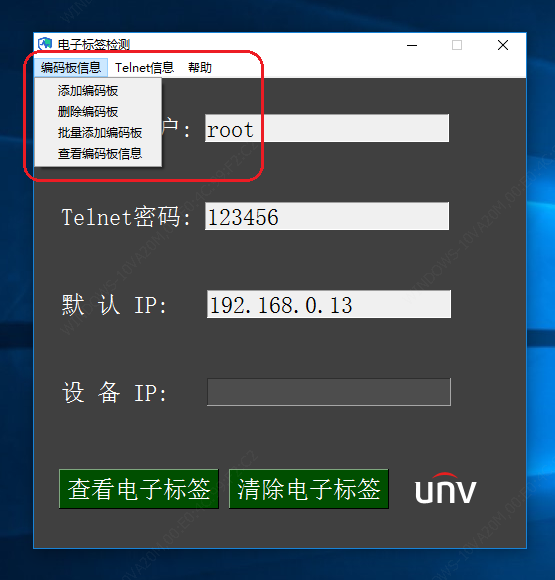 电子标签检测
编码板信息 Telnet信息 帮助
添加编码板
删除编码板
批量添加编码板
查看编码板信息
户: root
Telnet密码: 123456
默 认 IP: 192.168.0.13
设 备 IP:
查看电子标签 清除电子标签 unv